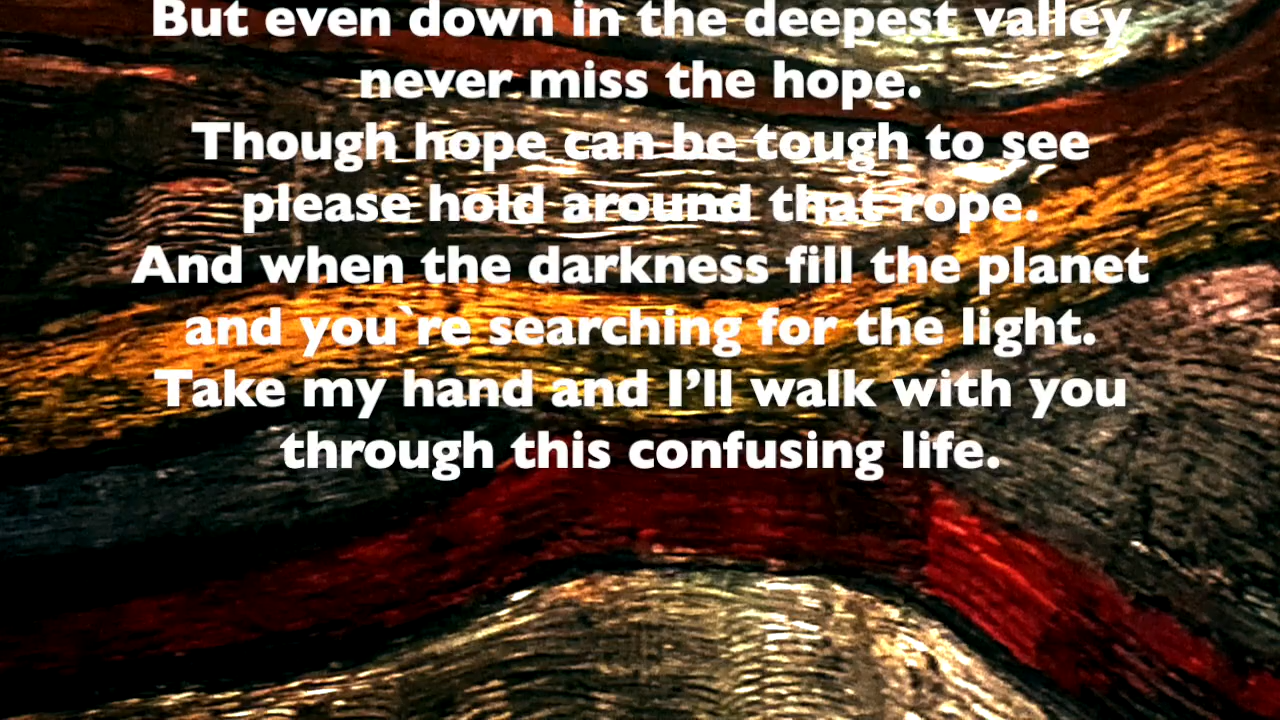 But even down in the deepest valley
never miss the hope.
Though hope can be tough to see
please hold around that rope.
And when the darkness fill the planet
and you`re searching for the light.
Take my hand and I’ll walk with you
through this confusing life.